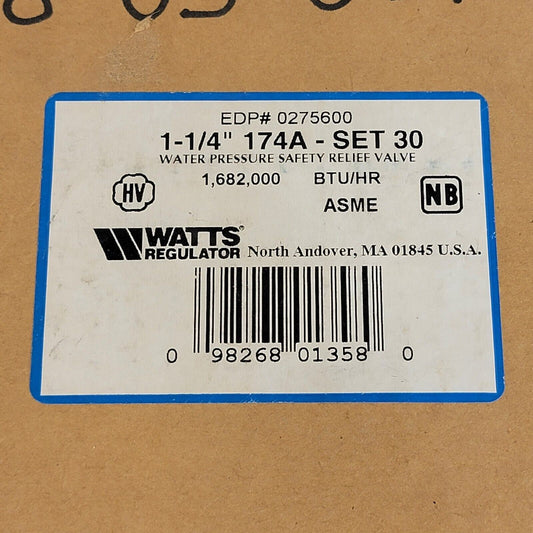 EDP# 0275600
1-1/4" 174A - SET 30
WATER PRESSURE SAFETY RELIEF VALVE
HV
1,682,000 BTU/HR
ASME
NB
WATTS®
REGULATOR
North Andover, MA 01845 U.S.A.
0 98268 01358 0